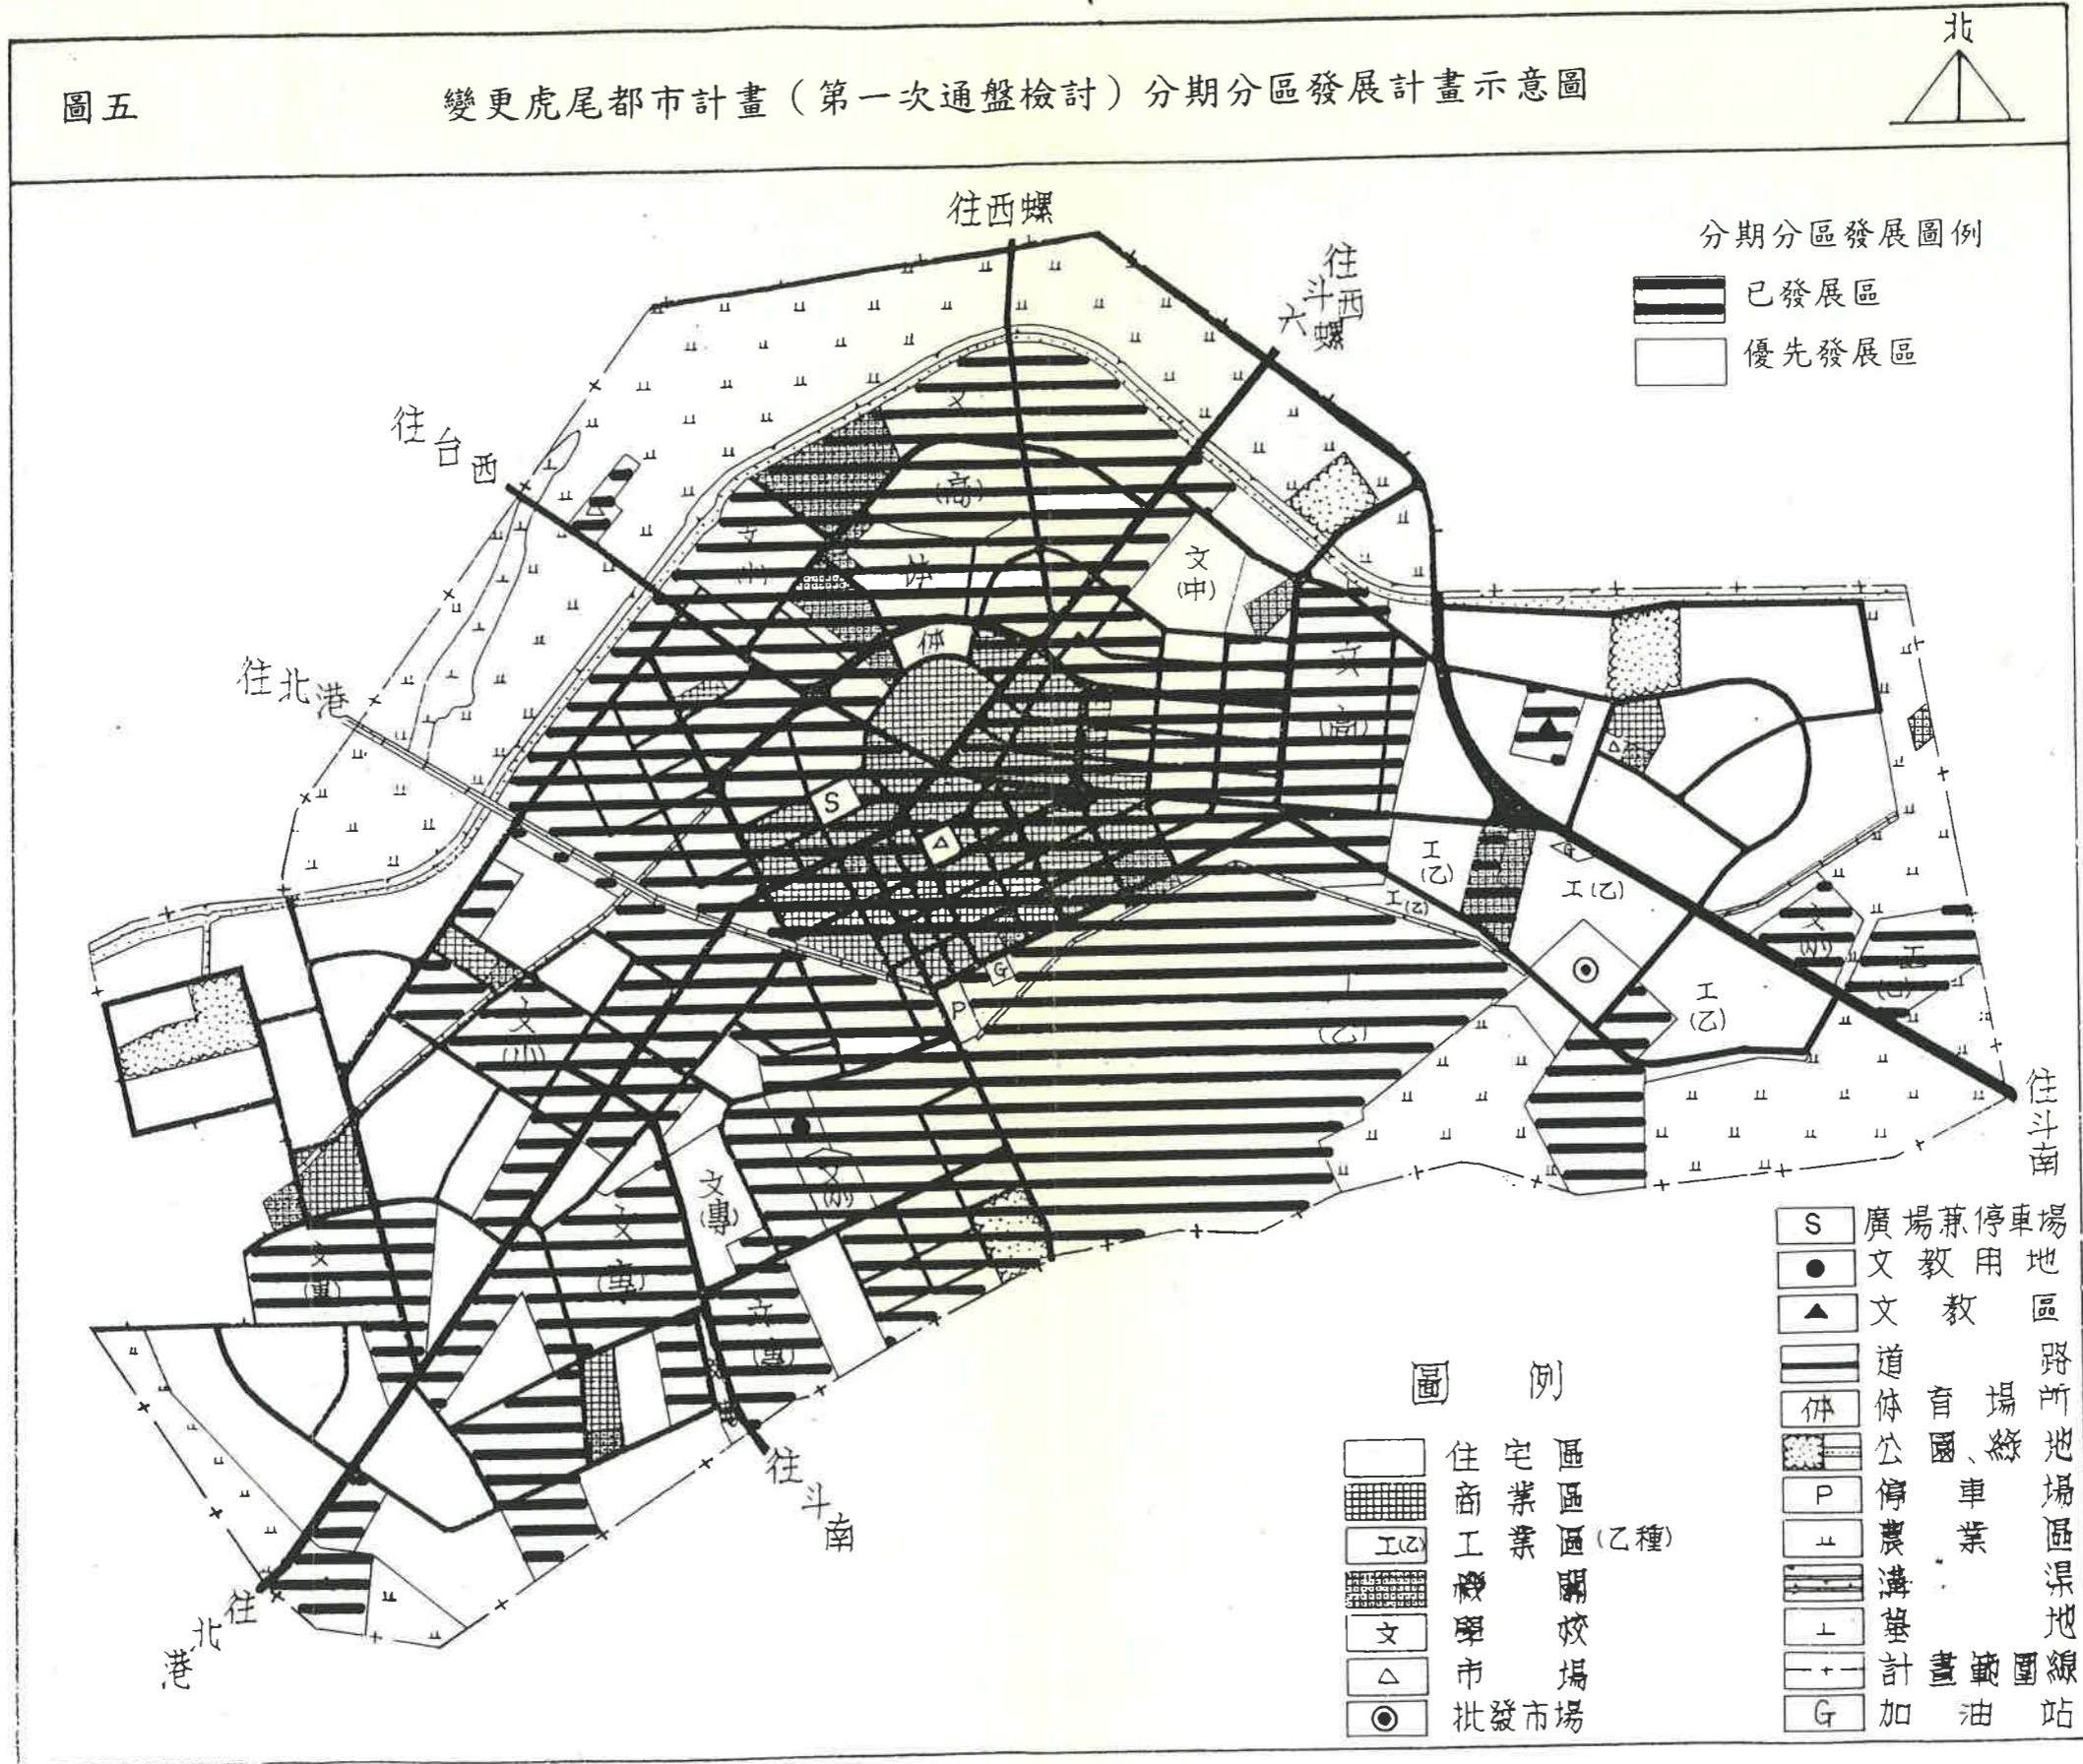 北
圖五
變更虎尾都市計畫（第一次通盤檢討）分期分區發展計畫示意圖
分期分區發展圖例
已發展區
優先發展區
往西螺
往西螺
斗六
往台西
往北港
文
(高)
文
(中)
体
体
文
(高)
S
G
P
G
工
(乙)
工(乙)
工(乙)
工
(乙)
(乙)
文
(小)
工
文
(小)
文
(專)
文
(小)
文
(專)
文
(專)
文
(專)
往斗南
往斗南
往北港
圖例
住宅區
商業區
工(乙) 工業區(乙種)
機關
文 學校
市場
批發市場
S 廣場兼停車場
文教用地
文教區
道路
体 体育場所
公園、綠地
P 停車場
農業區
溝渠
墓地
計畫範圍線
G 加油站